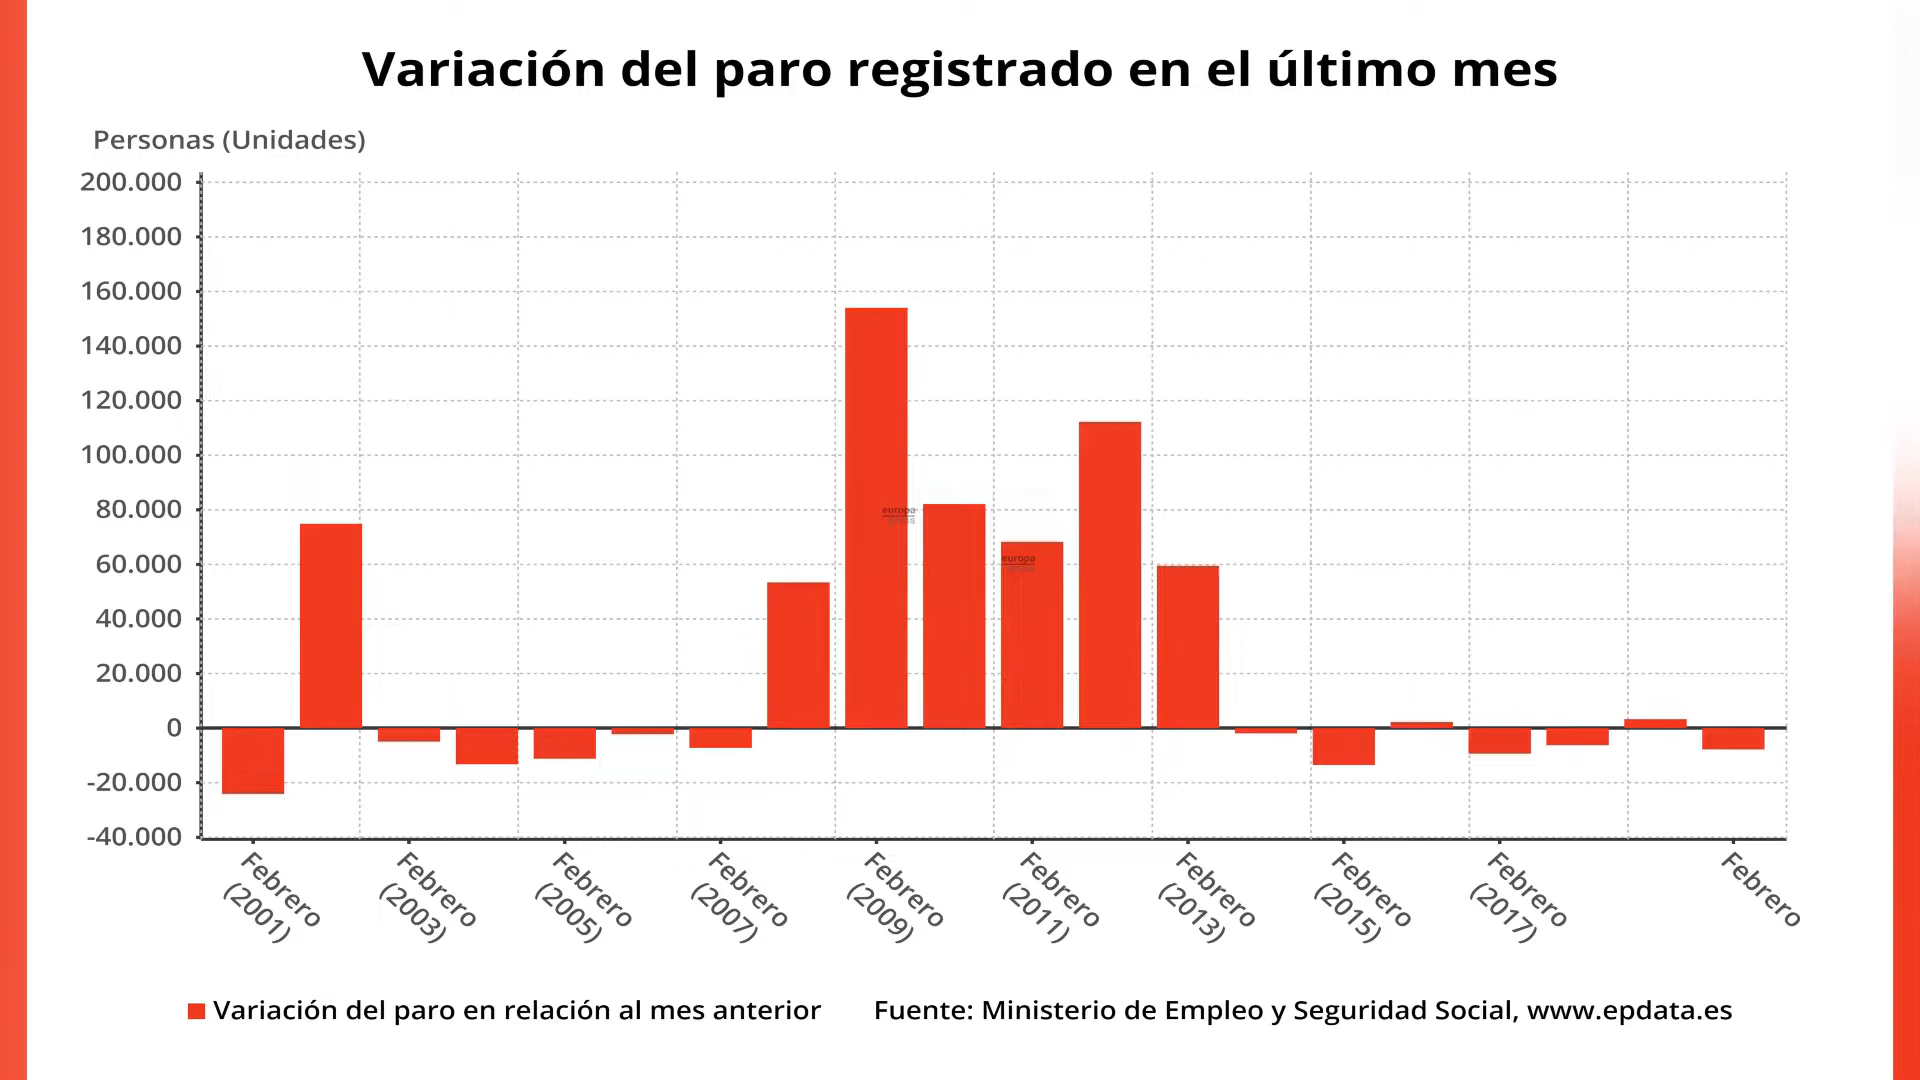 Variación del paro registrado en el último mes
Personas (Unidades)
200.000
180.000
160.000
140.000
120.000
100.000
80.000
60.000
40.000
20.000
0
-20.000
-40.000
europa
press
europa
Febrero
(2001)
Febrero
(2003)
Febrero
(2005)
Febrero
(2007)
Febrero
(2009)
Febrero
(2011)
Febrero
(2013)
Febrero
(2015)
Febrero
(2017)
Febrero
Variación del paro en relación al mes anterior
Fuente: Ministerio de Empleo y Seguridad Social, www.epdata.es